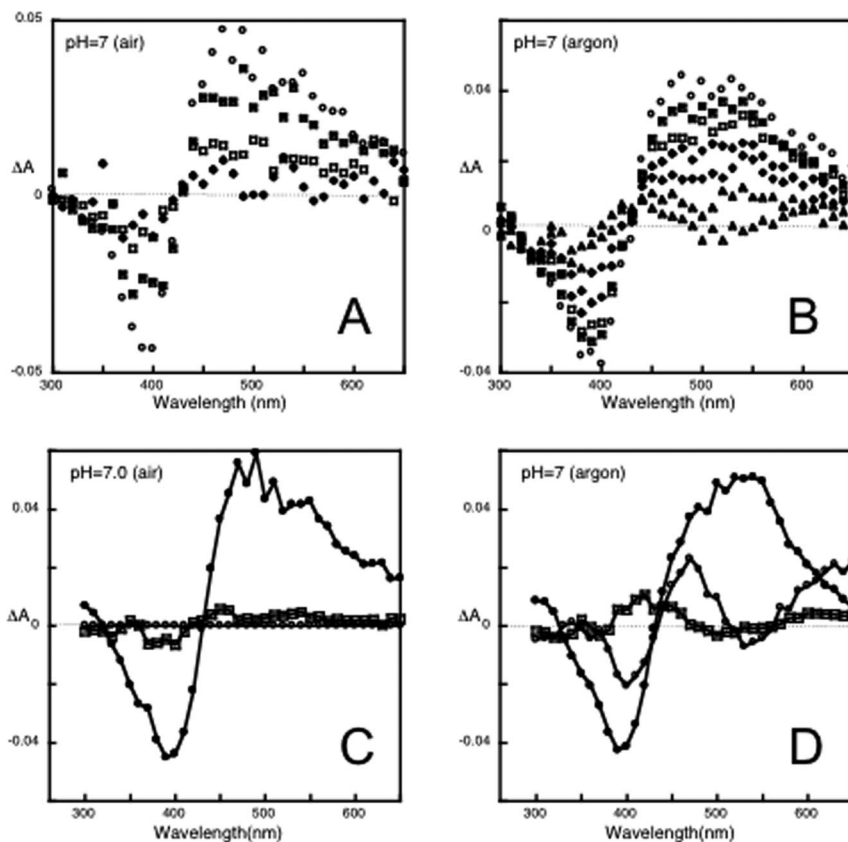 0.05
pH=7 (air)
ΔA
0
A
-0.05
300 400 500 600
Wavelength (nm)
pH=7 (argon)
0.04
ΔA
0
B
-0.04
300 400 500 600
Wavelength (nm)
pH=7.0 (air)
0.04
ΔA
0
-0.04
C
300 400 500 600
Wavelength(nm)
pH=7 (argon)
0.04
ΔA
0
-0.04
D
300 400 500 600
Wavelength(nm)